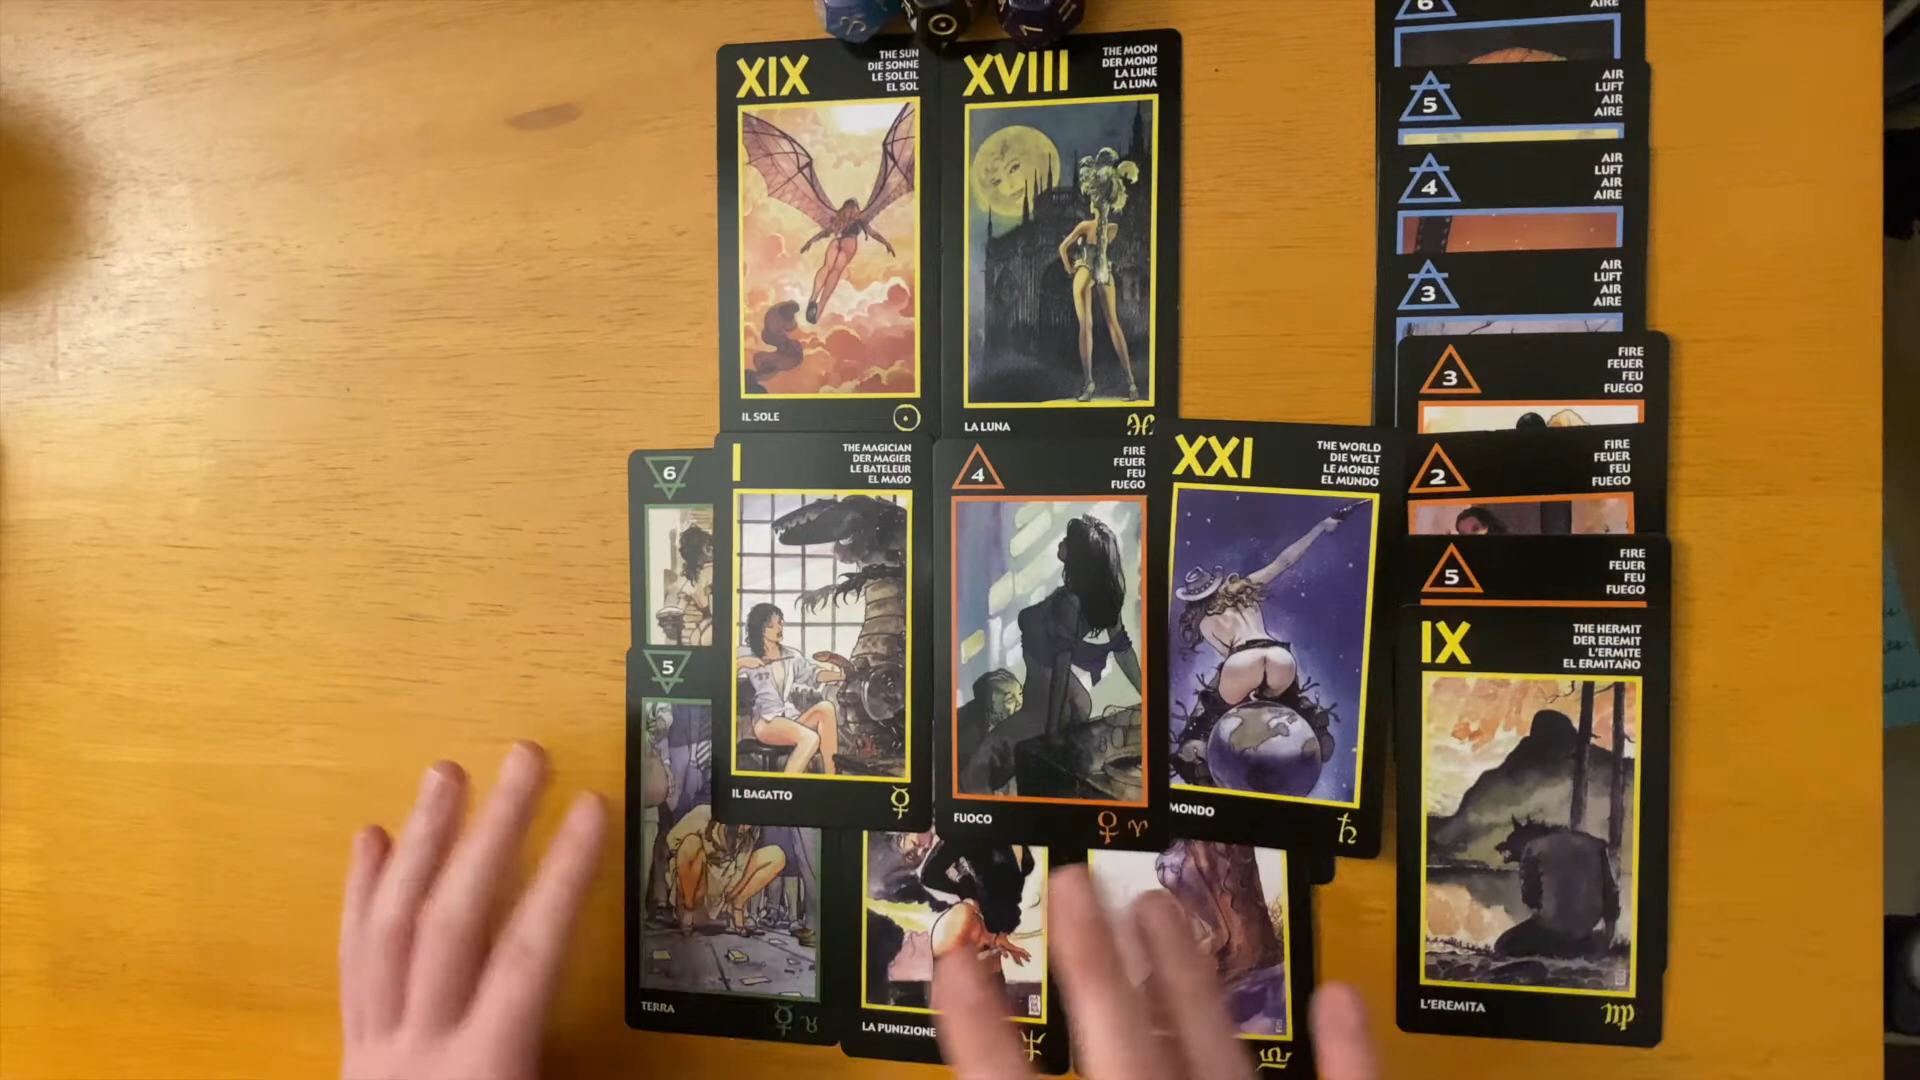 XIX
THE SUN
DIE SONNE
LE SOLEIL
EL SOL
IL SOLE
XVIII
THE MOON
DER MOND
LA LUNE
LA LUNA
LA LUNA
6
AIRE
5
AIR
LUFT
AIR
AIRE
4
AIR
LUFT
AIR
AIRE
3
AIR
LUFT
AIR
AIRE
3
FIRE
FEUER
FEU
FUEGO
2
FIRE
FEUER
FEU
FUEGO
5
FIRE
FEUER
FEU
FUEGO
6
5
TERRA
I
THE MAGICIAN
DER MAGIER
LE BATELEUR
EL MAGO
IL BAGATTO
4
FIRE
FEUER
FEU
FUEGO
FUOCO
XXI
THE WORLD
DIE WELT
LE MONDE
EL MUNDO
MONDO
LA PUNIZIONE
IX
THE HERMIT
DER EREMIT
L'ERMITE
EL ERMITAÑO
L'EREMITA